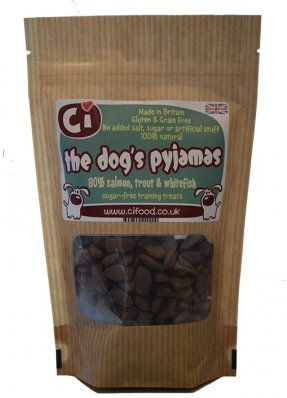 Ci
Made in Britain
Gluten & Grain Free
No added salt, sugar or artificial stuff
100% natural
the dog's pyjamas
80% salmon, trout & whitefish
sugar-free training treats
www.cifood.co.uk